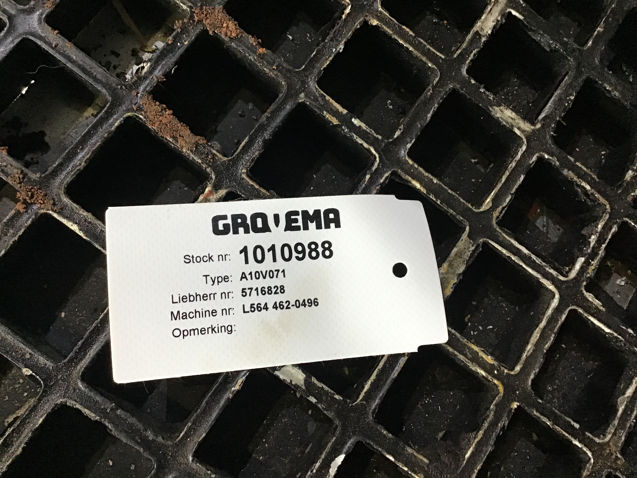 GROVEMA
Stock nr: 1010988
Type: A10V071
Liebherr nr: 5716828
Machine nr: L564 462-0496
Opmerking: